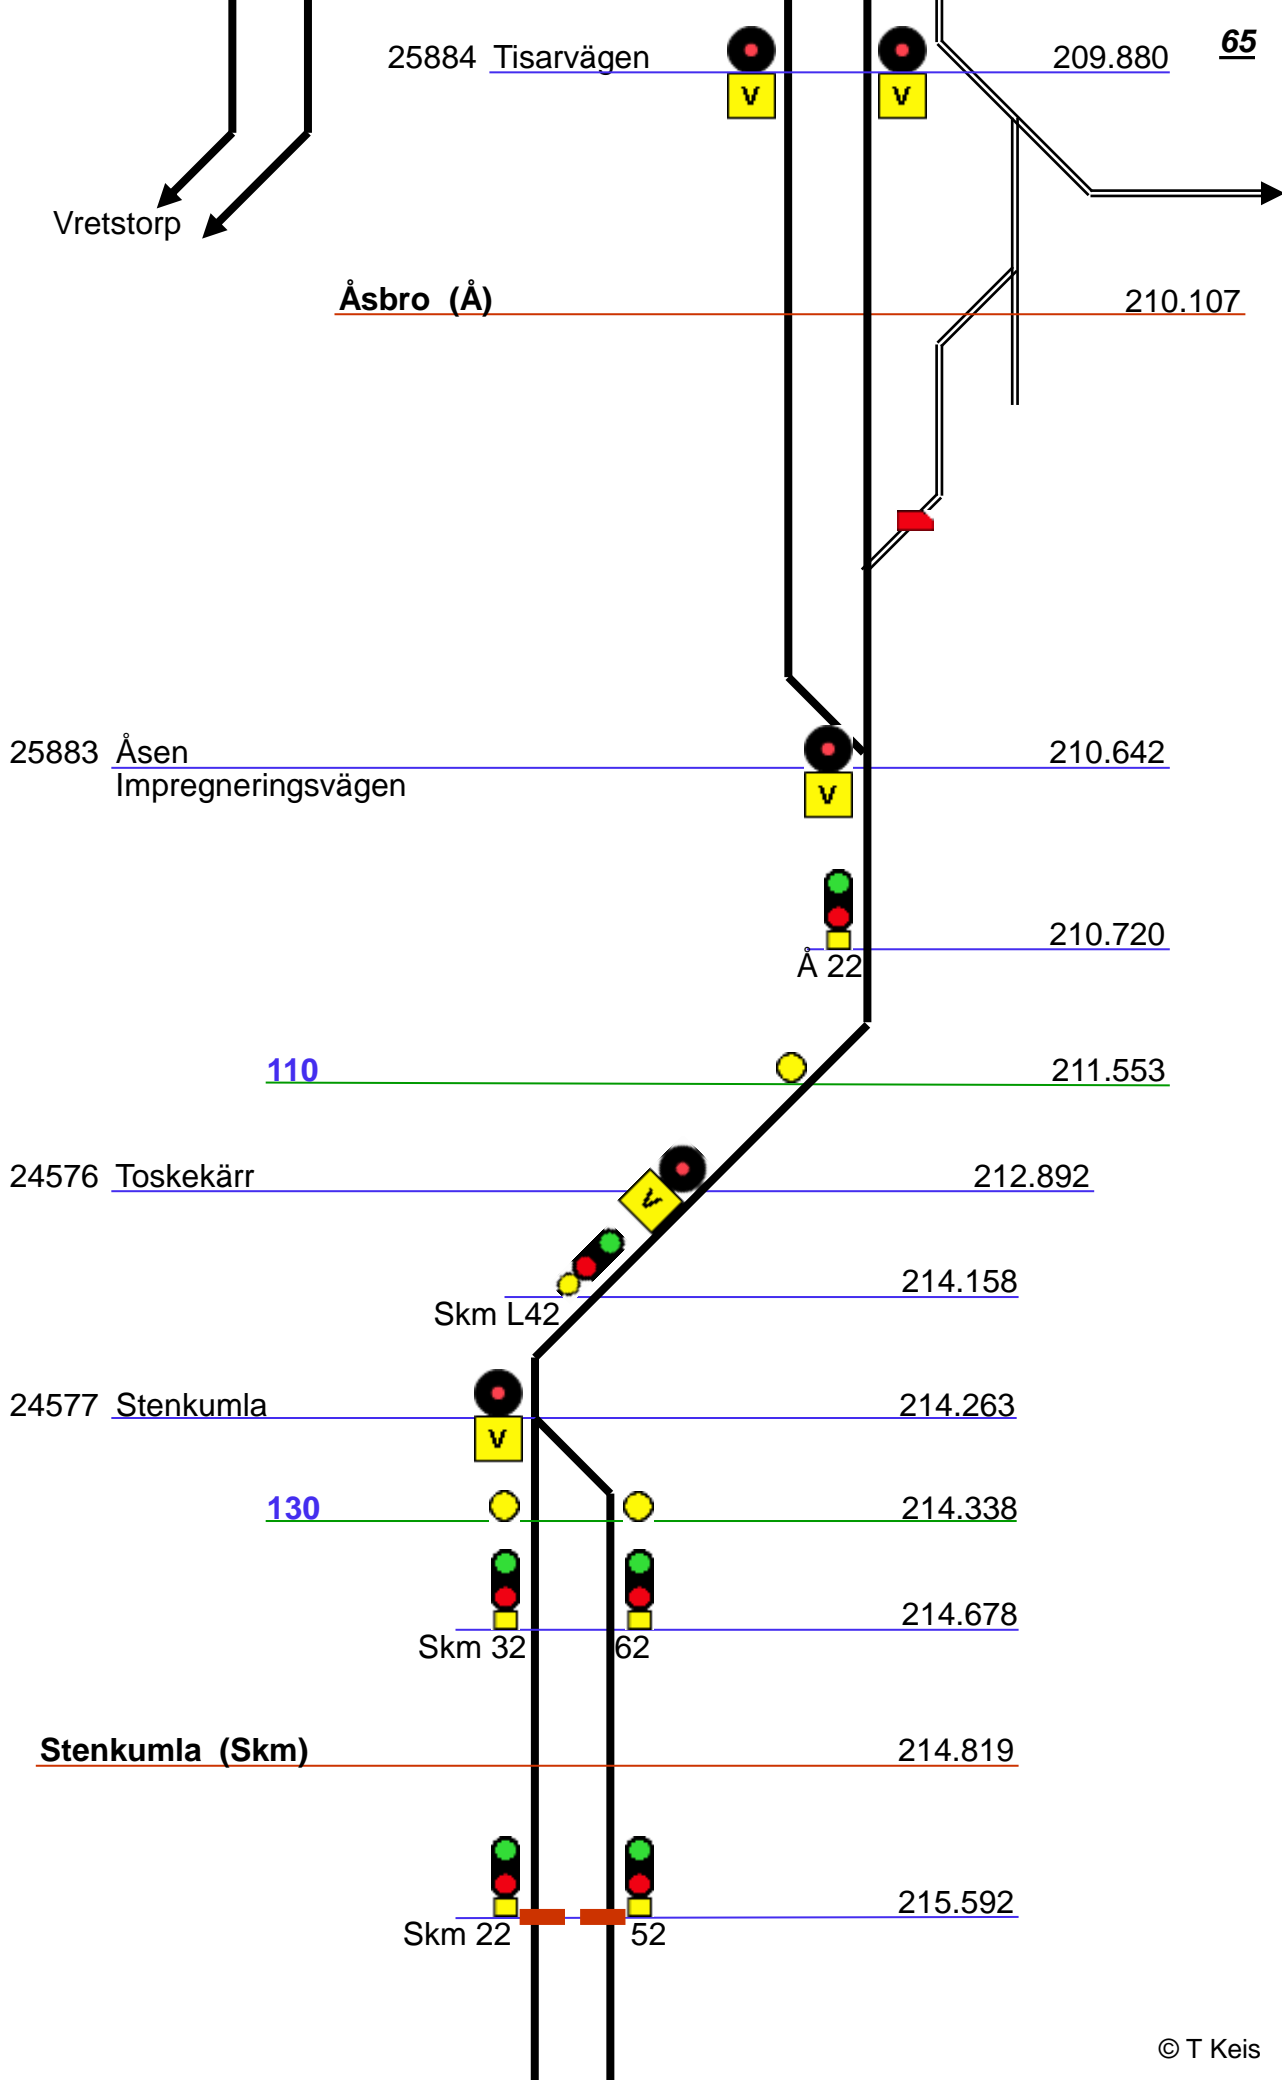 25884 Tisarvägen 209.880 65
V V
Vretstorp
Åsbro (Å) 210.107
25883 Åsen 210.642
Impregneringsvägen
V
210.720
Å 22
110 211.553
24576 Toskekärr 212.892
V
214.158
Skm L42
24577 Stenkumla 214.263
V
130 214.338
214.678
Skm 32 62
Stenkumla (Skm) 214.819
215.592
Skm 22 52
© T Keis